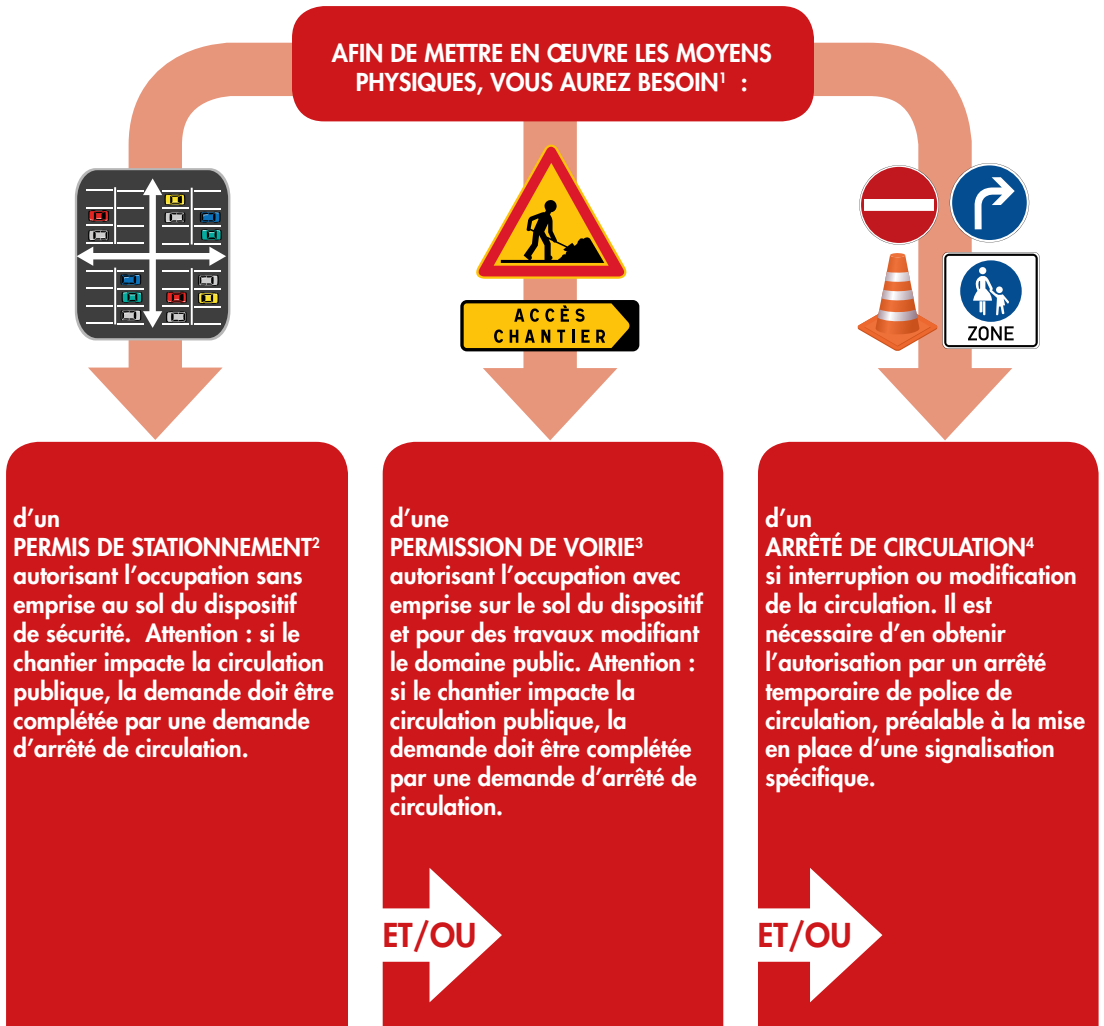 AFIN DE METTRE EN ŒUVRE LES MOYENS
PHYSIQUES, VOUS AUREZ BESOIN¹ :
ACCÈS
CHANTIER
ZONE
d’un
PERMIS DE STATIONNEMENT²
autorisant l’occupation sans
emprise au sol du dispositif
de sécurité. Attention : si le
chantier impacte la circulation
publique, la demande doit être
complétée par une demande
d’arrêté de circulation.
d’une
PERMISSION DE VOIRIE³
autorisant l’occupation avec
emprise sur le sol du dispositif
et pour des travaux modifiant
le domaine public. Attention :
si le chantier impacte la
circulation publique, la
demande doit être complétée
par une demande d’arrêté de
circulation.
ET/OU
d’un
ARRÊTÉ DE CIRCULATION⁴
si interruption ou modification
de la circulation. Il est
nécessaire d’en obtenir
l’autorisation par un arrêté
temporaire de police de
circulation, préalable à la mise
en place d’une signalisation
spécifique.
ET/OU